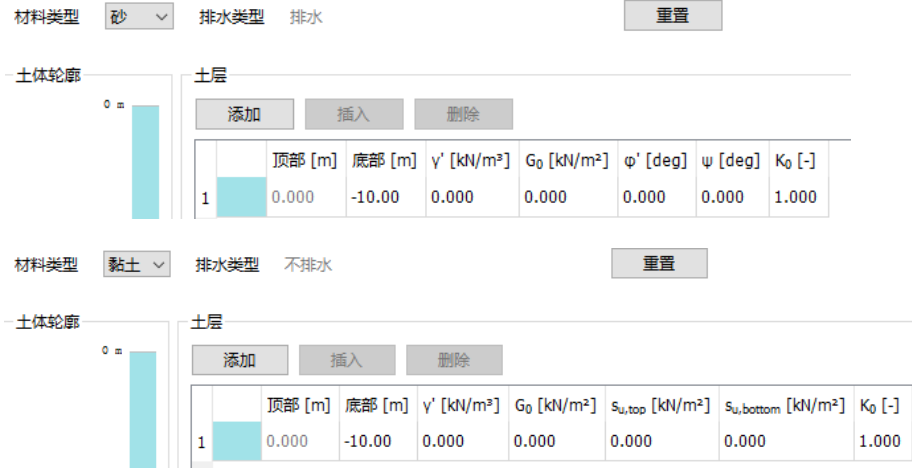 材料类型 砂 排水类型 排水 重置
土体轮廓 土层
0 m
添加 插入 删除
顶部 [m] 底部 [m] γ' [kN/m³] G₀ [kN/m²] φ' [deg] ψ [deg] K₀ [-]
1 0.000 -10.00 0.000 0.000 0.000 0.000 1.000
材料类型 黏土 排水类型 不排水 重置
土体轮廓 土层
0 m
添加 插入 删除
顶部 [m] 底部 [m] γ' [kN/m³] G₀ [kN/m²] su,top [kN/m²] su,bottom [kN/m²] K₀ [-]
1 0.000 -10.00 0.000 0.000 0.000 0.000 1.000